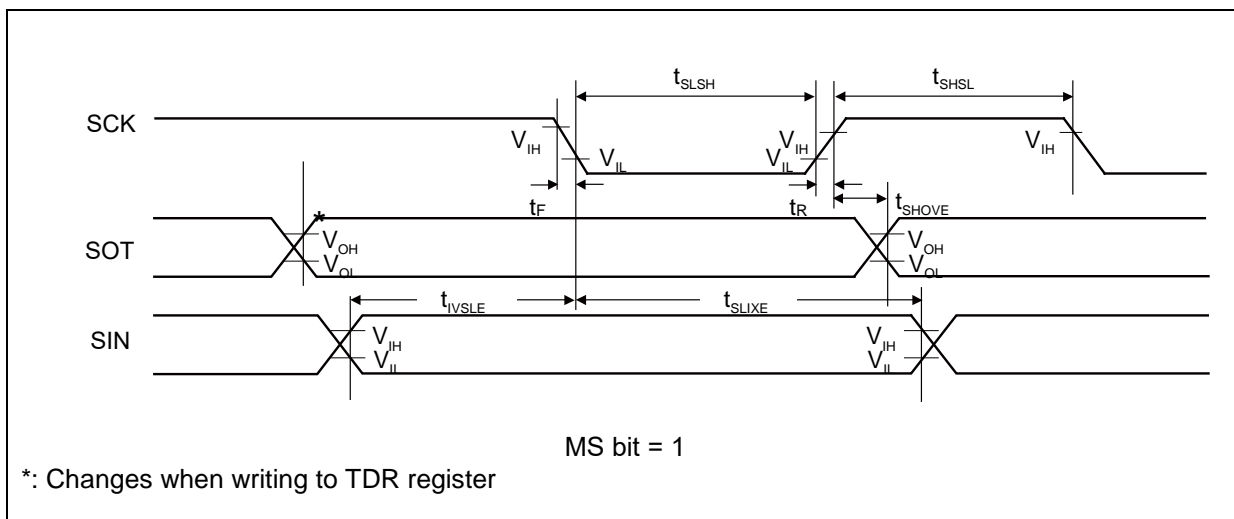 tSLSH
tSHSL
SCK
VIH
VIL
VIH
VIL
VIH
tF
tR
tSHOVE
*
SOT
VOH
VOL
VOH
VOL
tIVSLE
tSLIXE
SIN
VIH
VIL
VIH
VIL
MS bit = 1
*: Changes when writing to TDR register